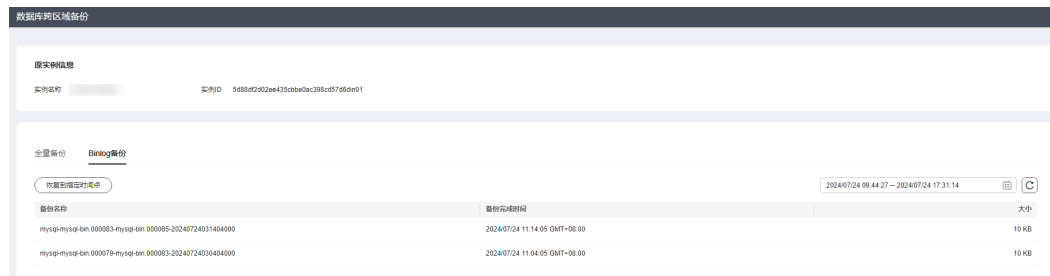 数据库跨区域备份
原实例信息
实例名称 实例ID 5d88df2d02ee435cbbe0ac398cd57d6din01
全量备份 Binlog备份
恢复到指定时间点 2024/07/24 09:44:27 – 2024/07/24 17:31:14
备份名称 备份完成时间 大小
mysql-mysql-bin.000083-mysql-bin.000085-20240724031404000 2024/07/24 11:14:05 GMT+08:00 10 KB
mysql-mysql-bin.000079-mysql-bin.000083-20240724030404000 2024/07/24 11:04:05 GMT+08:00 10 KB